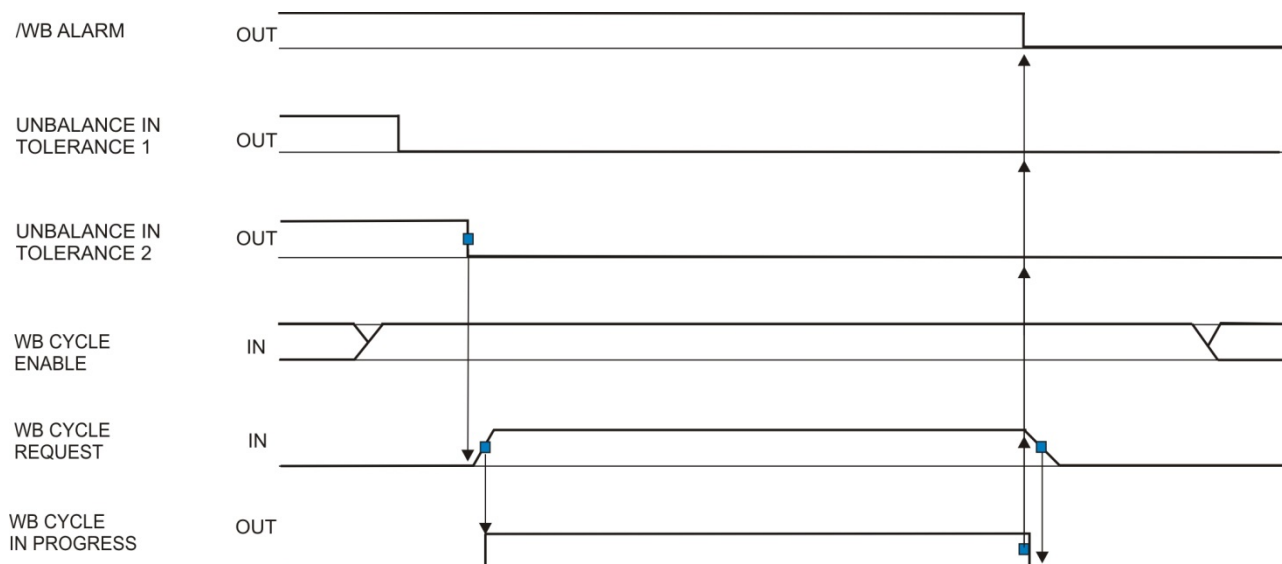 /WB ALARM OUT
UNBALANCE IN
TOLERANCE 1
OUT
UNBALANCE IN
TOLERANCE 2
OUT
WB CYCLE
ENABLE
IN
WB CYCLE
REQUEST
IN
WB CYCLE
IN PROGRESS
OUT